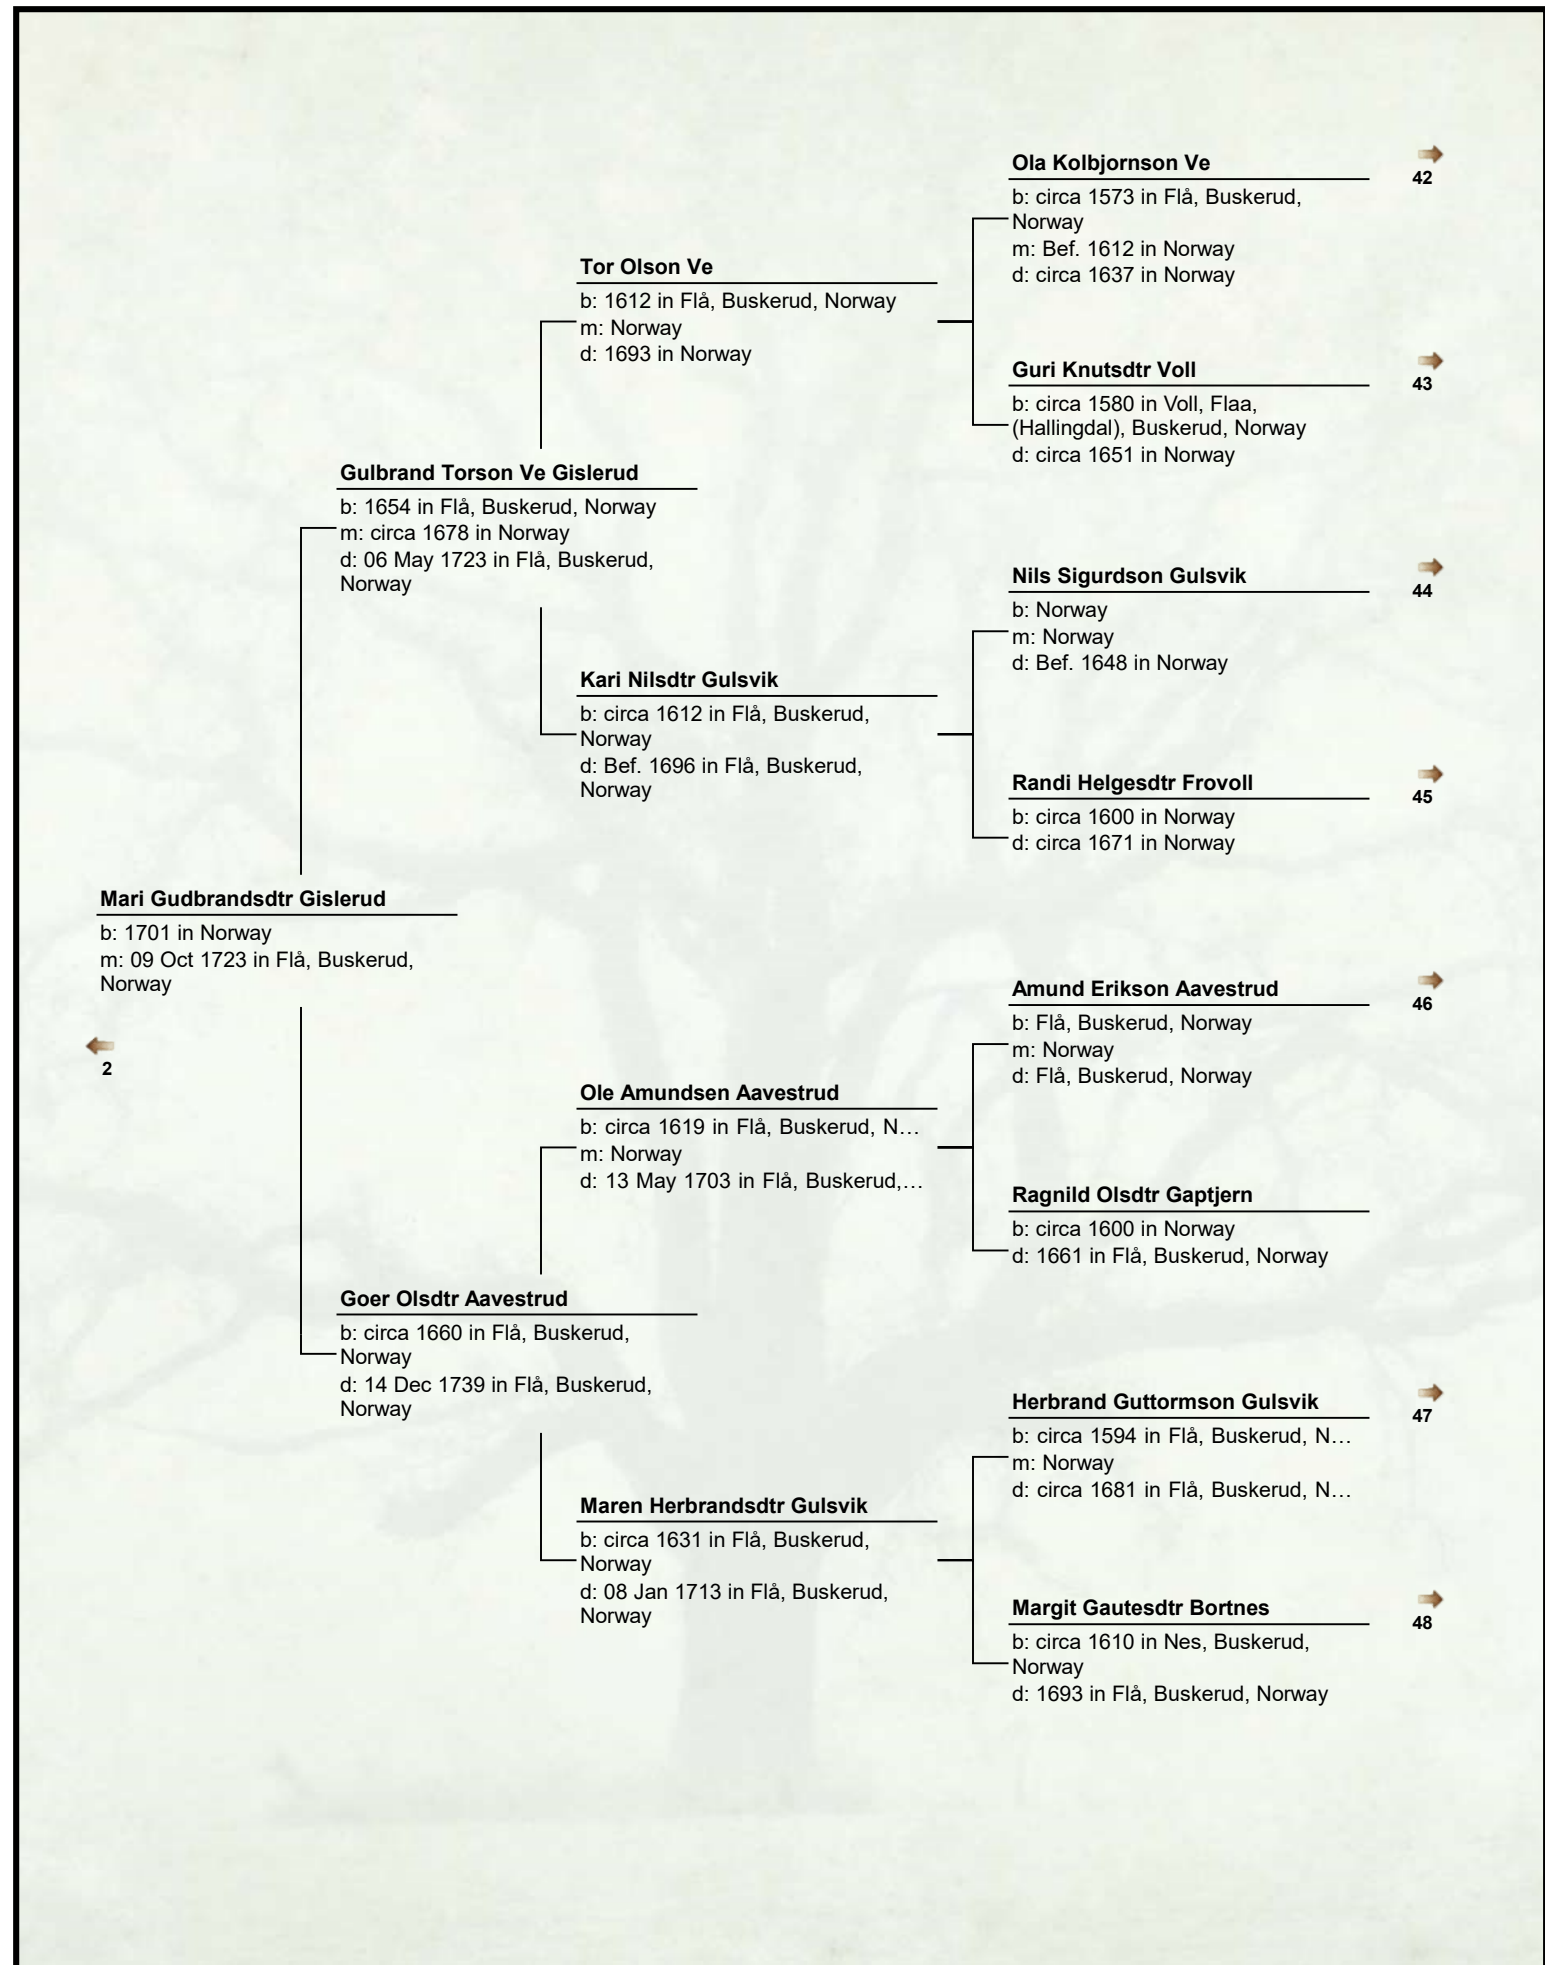 Ola Kolbjornson Ve
42
b: circa 1573 in Flå, Buskerud,
Norway
m: Bef. 1612 in Norway
d: circa 1637 in Norway
Tor Olson Ve
b: 1612 in Flå, Buskerud, Norway
m: Norway
d: 1693 in Norway
Guri Knutsdtr Voll
43
b: circa 1580 in Voll, Flaa,
(Hallingdal), Buskerud, Norway
d: circa 1651 in Norway
Gulbrand Torson Ve Gislerud
b: 1654 in Flå, Buskerud, Norway
m: circa 1678 in Norway
d: 06 May 1723 in Flå, Buskerud,
Norway
Nils Sigurdson Gulsvik
44
b: Norway
m: Norway
d: Bef. 1648 in Norway
Kari Nilsdtr Gulsvik
b: circa 1612 in Flå, Buskerud,
Norway
d: Bef. 1696 in Flå, Buskerud,
Norway
Randi Helgesdtr Frovoll
45
b: circa 1600 in Norway
d: circa 1671 in Norway
Mari Gudbrandsdtr Gislerud
b: 1701 in Norway
m: 09 Oct 1723 in Flå, Buskerud,
Norway
2
Amund Erikson Aavestrud
46
b: Flå, Buskerud, Norway
m: Norway
d: Flå, Buskerud, Norway
Ole Amundsen Aavestrud
b: circa 1619 in Flå, Buskerud, N…
m: Norway
d: 13 May 1703 in Flå, Buskerud,…
Ragnild Olsdtr Gaptjern
b: circa 1600 in Norway
d: 1661 in Flå, Buskerud, Norway
Goer Olsdtr Aavestrud
b: circa 1660 in Flå, Buskerud,
Norway
d: 14 Dec 1739 in Flå, Buskerud,
Norway
Herbrand Guttormson Gulsvik
47
b: circa 1594 in Flå, Buskerud, N…
m: Norway
d: circa 1681 in Flå, Buskerud, N…
Maren Herbrandsdtr Gulsvik
b: circa 1631 in Flå, Buskerud,
Norway
d: 08 Jan 1713 in Flå, Buskerud,
Norway
Margit Gautesdtr Bortnes
48
b: circa 1610 in Nes, Buskerud,
Norway
d: 1693 in Flå, Buskerud, Norway